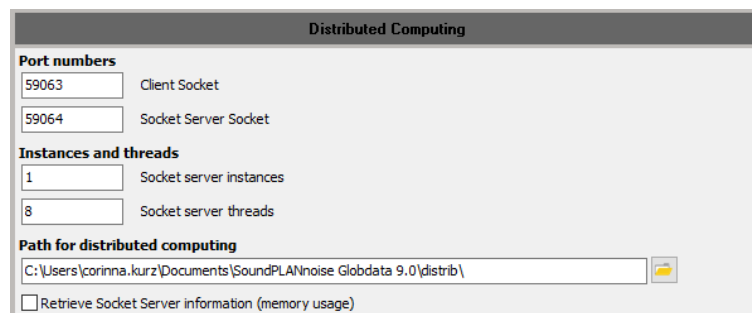 Distributed Computing
Port numbers
59063 Client Socket
59064 Socket Server Socket
Instances and threads
1 Socket server instances
8 Socket server threads
Path for distributed computing
C:\Users\corinna.kurz\Documents\SoundPLANnoise Globdata 9.0\distrib\
Retrieve Socket Server information (memory usage)